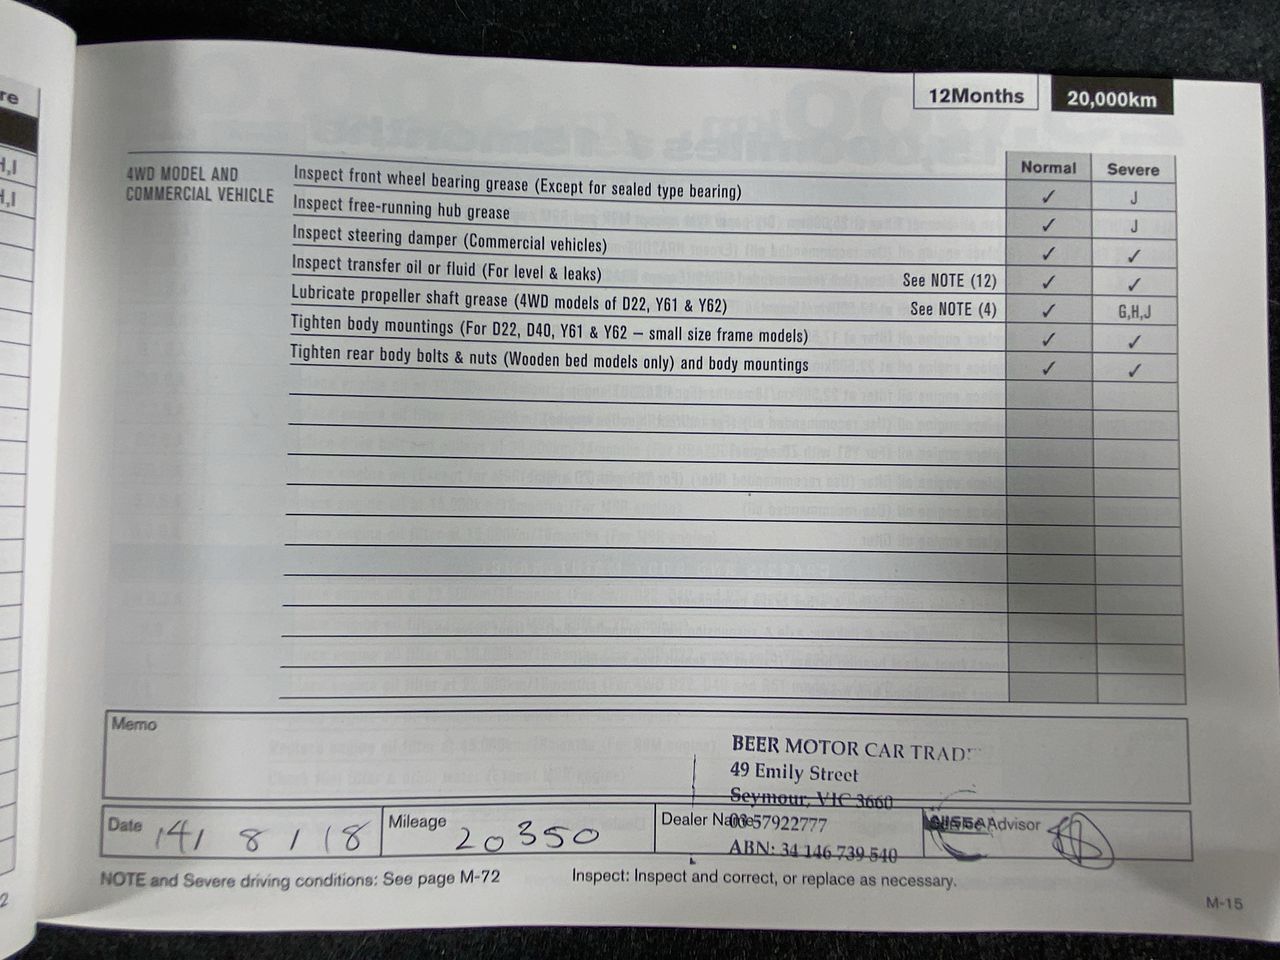 re
H,I
H,I
2
12Months 20,000km
Normal Severe
4WD MODEL AND COMMERCIAL VEHICLE
Inspect front wheel bearing grease (Except for sealed type bearing) ✓ J
Inspect free-running hub grease ✓ J
Inspect steering damper (Commercial vehicles) ✓ ✓
Inspect transfer oil or fluid (For level & leaks) See NOTE (12) ✓ ✓
Lubricate propeller shaft grease (4WD models of D22, Y61 & Y62) See NOTE (4) ✓ G,H,J
Tighten body mountings (For D22, D40, Y61 & Y62 – small size frame models) ✓ ✓
Tighten rear body bolts & nuts (Wooden bed models only) and body mountings ✓ ✓
Memo
BEER MOTOR CAR TRAD
49 Emily Street
Seymour, VIC 3660
03 57922777
ABN: 34 146 739 540
Date 14/ 8 / 18
Mileage 20350
Dealer Name
Advisor
NOTE and Severe driving conditions: See page M-72
Inspect: Inspect and correct, or replace as necessary.
M-15